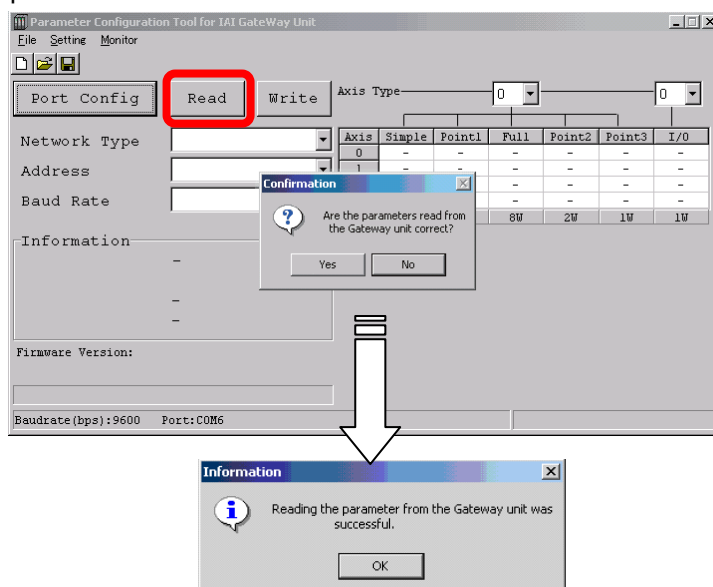 Parameter Configuration Tool for IAI GateWay Unit
File Setting Monitor
Port Config Read Write Axis Type 0 0
Network Type
Address
Baud Rate
Axis Simple Point1 Full Point2 Point3 I/O
0 - - - - - -
1 - - - - - -
- - - -
- - - -
8W 2W 1W 1W
Confirmation
Are the parameters read from
the Gateway unit correct?
Yes No
Information
-
-
-
Firmware Version:
Baudrate(bps):9600 Port:COM6
Information
Reading the parameter from the Gateway unit was
successful.
OK